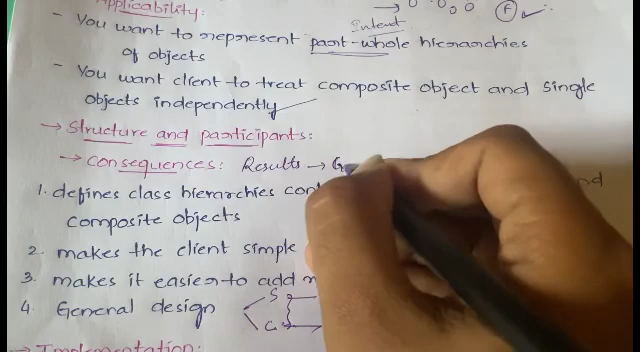 Applicability:
Intent
- You want to represent part-whole hierarchies
of objects
F
- You want client to treat composite object and single
objects independently
→ Structure and participants:
→ Consequences: Results → G
1. defines class hierarchies
composite objects
2. makes the client simple
3. makes it easier to add
4. General design
S
G
→ Implementation: